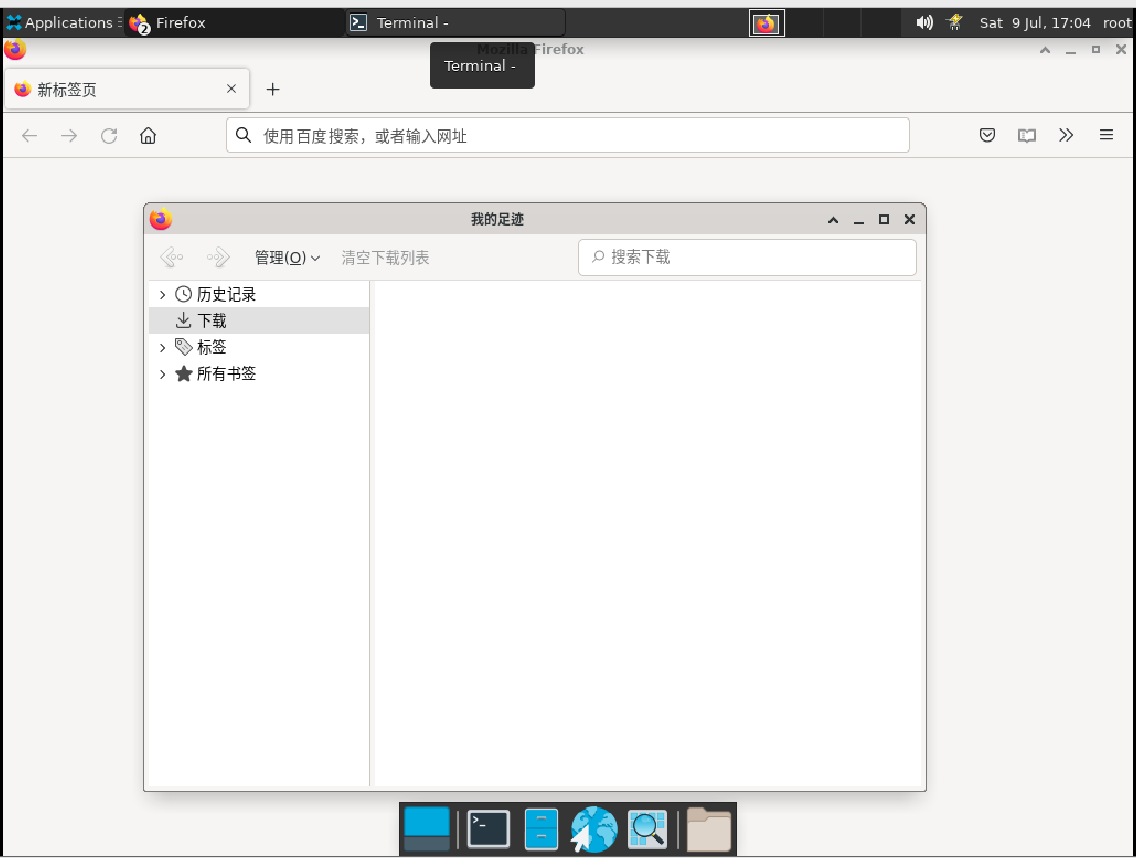 Applications
2 Firefox
Terminal -
Sat 9 Jul, 17:04 root
Mozilla Firefox
Terminal -
新标签页
使用百度搜索，或者输入网址
我的足迹
管理(O)
清空下载列表
搜索下载
历史记录
下载
标签
所有书签